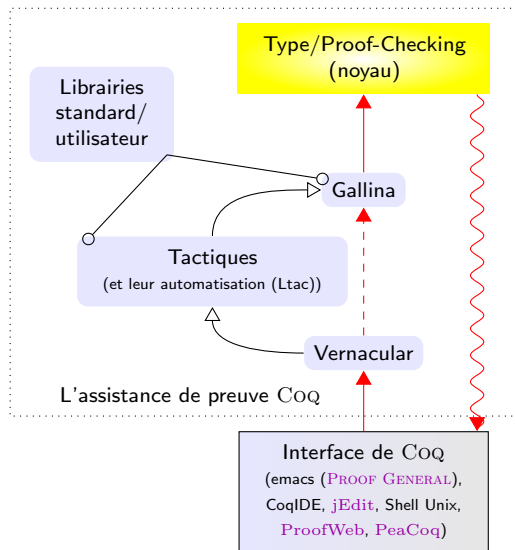 Type/Proof-Checking
(noyau)
Librairies
standard/
utilisateur
Gallina
Tactiques
(et leur automatisation (Ltac))
Vernacular
L'assistance de preuve COQ
Interface de COQ
(emacs (PROOF GENERAL),
CoqIDE, jEdit, Shell Unix,
ProofWeb, PeaCoq)